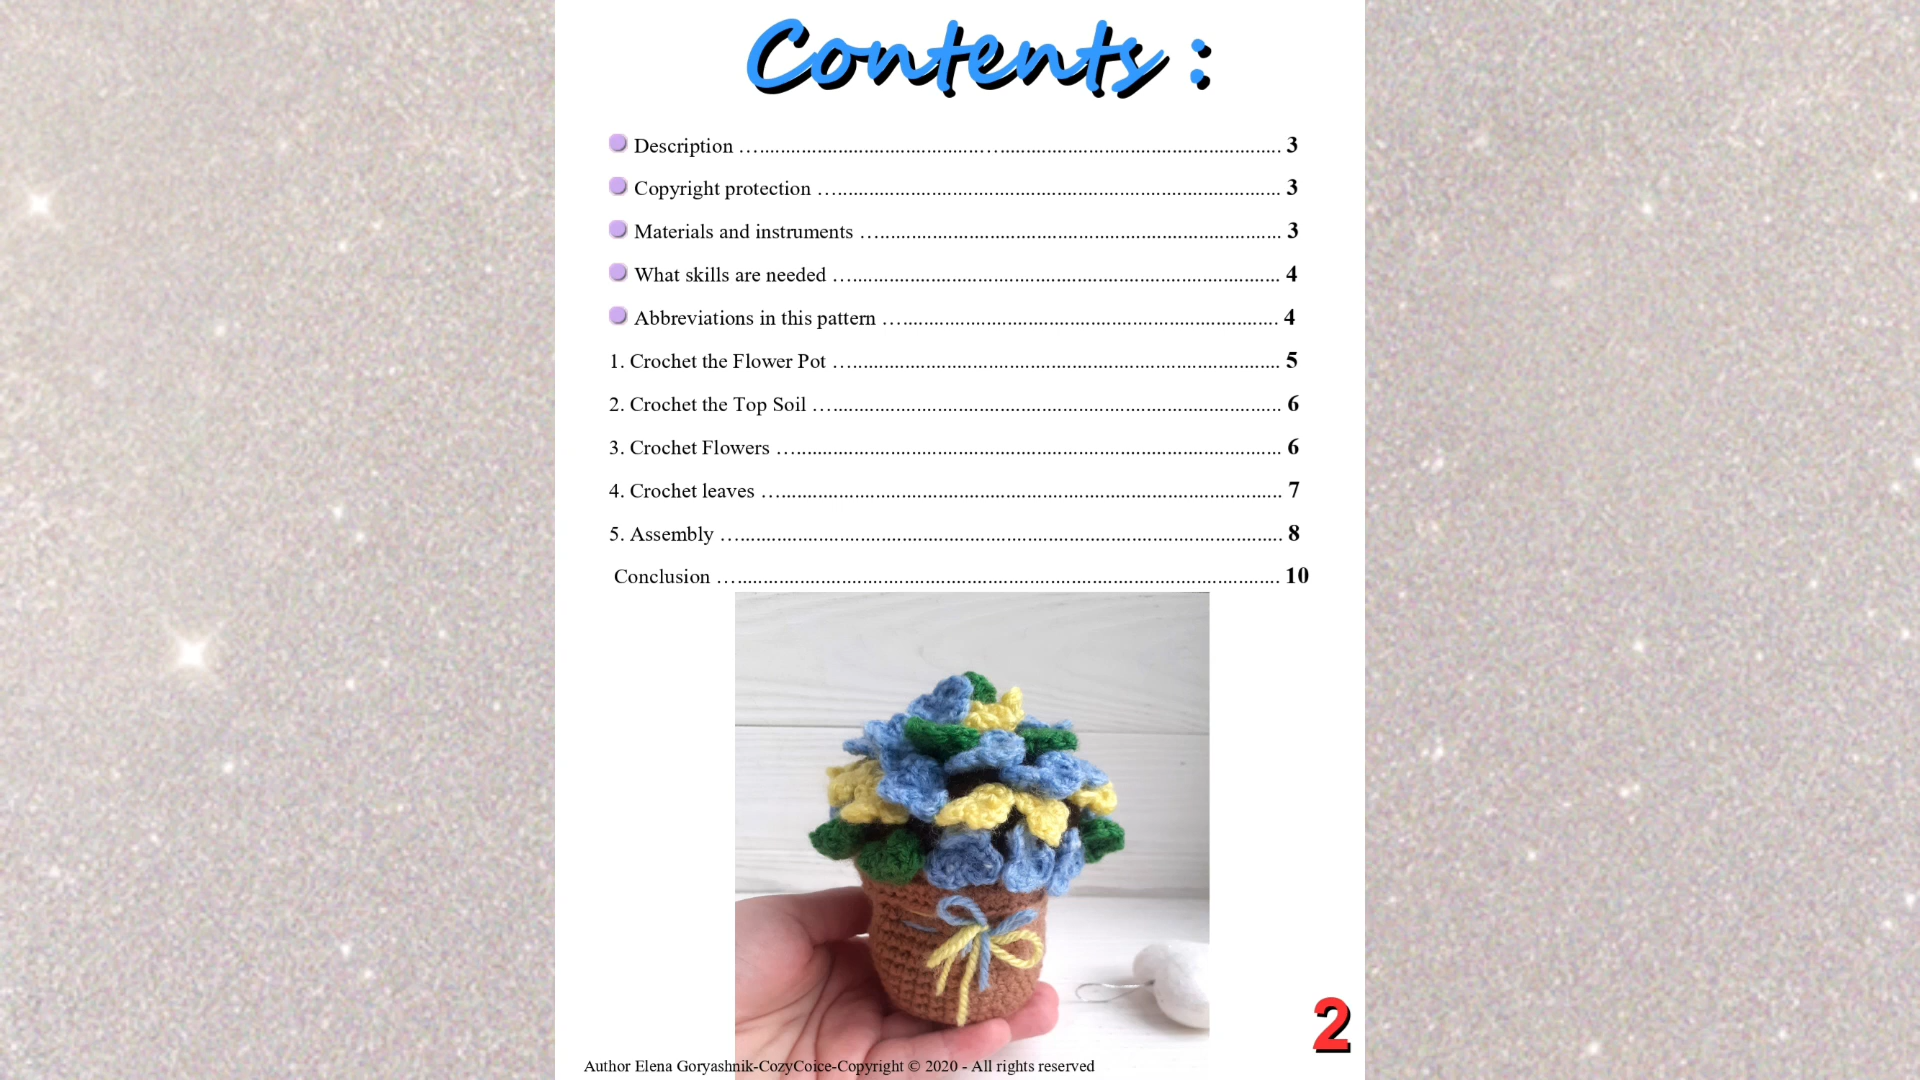 Contents :
Description ........................................ 3
Copyright protection ........................................ 3
Materials and instruments ........................................ 3
What skills are needed ........................................ 4
Abbreviations in this pattern ........................................ 4
1. Crochet the Flower Pot ........................................ 5
2. Crochet the Top Soil ........................................ 6
3. Crochet Flowers ........................................ 6
4. Crochet leaves ........................................ 7
5. Assembly ........................................ 8
Conclusion ........................................ 10
2
Author Elena Goryashnik-CozyCoice-Copyright © 2020 - All rights reserved